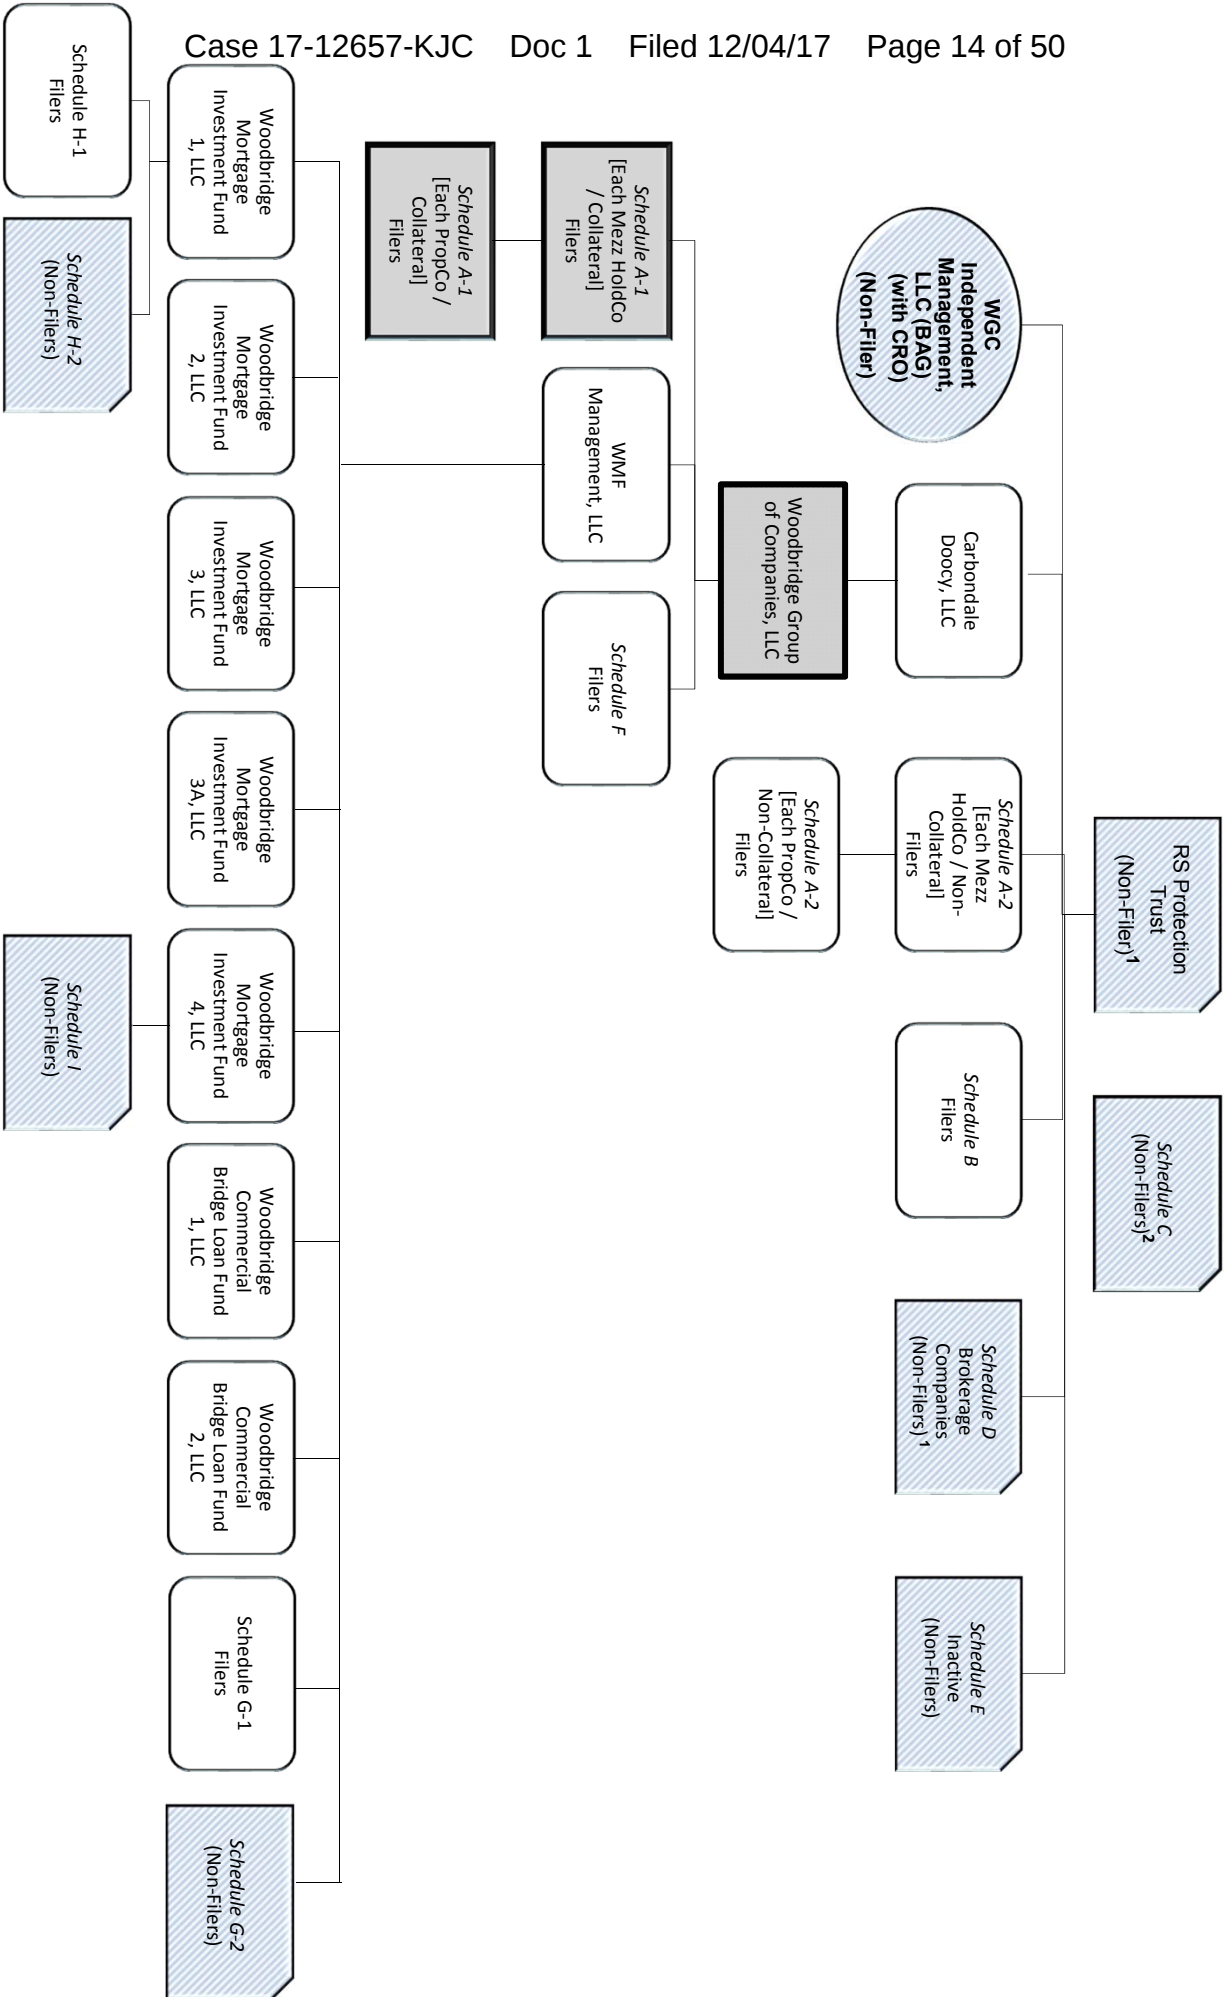 Case 17-12657-KJC Doc 1 Filed 12/04/17 Page 14 of 50
RS Protection
Trust
(Non-Filer)1
Schedule C
(Non-Filers)2
WGC
Independent
Management,
LLC (BAG)
(with CRO)
(Non-Filer)
Carbondale
Doocy, LLC
Schedule A-2
[Each Mezz
HoldCo / Non-
Collateral]
Filers
Schedule B
Filers
Schedule D
Brokerage
Companies
(Non-Filers)1
Schedule E
Inactive
(Non-Filers)
Woodbridge Group
of Companies, LLC
Schedule A-2
[Each PropCo /
Non-Collateral]
Filers
Schedule A-1
[Each Mezz HoldCo
/ Collateral]
Filers
WMF
Management, LLC
Schedule F
Filers
Schedule A-1
[Each PropCo /
Collateral]
Filers
Woodbridge
Mortgage
Investment Fund
1, LLC
Woodbridge
Mortgage
Investment Fund
2, LLC
Woodbridge
Mortgage
Investment Fund
3, LLC
Woodbridge
Mortgage
Investment Fund
3A, LLC
Woodbridge
Mortgage
Investment Fund
4, LLC
Woodbridge
Commercial
Bridge Loan Fund
1, LLC
Woodbridge
Commercial
Bridge Loan Fund
2, LLC
Schedule G-1
Filers
Schedule G-2
(Non-Filers)
Schedule H-1
Filers
Schedule H-2
(Non-Filers)
Schedule I
(Non-Filers)